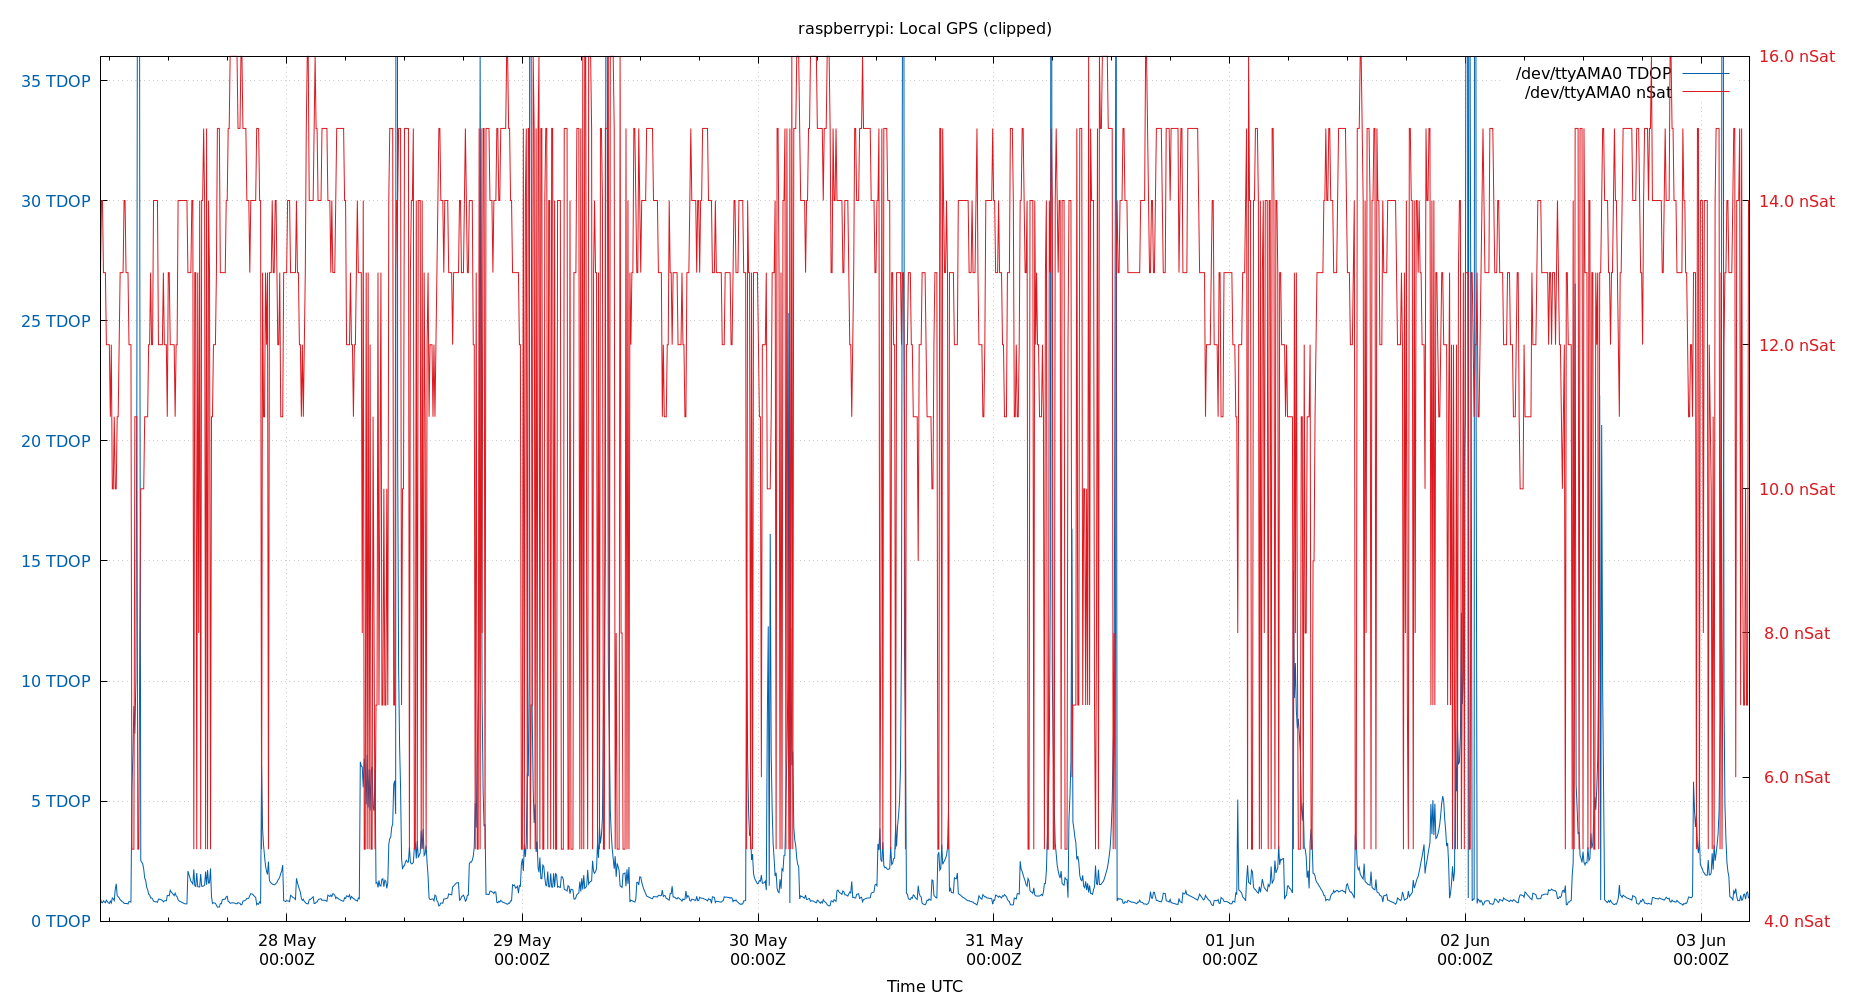 raspberrypi: Local GPS (clipped)
35 TDOP
30 TDOP
25 TDOP
20 TDOP
15 TDOP
10 TDOP
5 TDOP
0 TDOP
/dev/ttyAMA0 TDOP
/dev/ttyAMA0 nSat
16.0 nSat
14.0 nSat
12.0 nSat
10.0 nSat
8.0 nSat
6.0 nSat
4.0 nSat
28 May
00:00Z
29 May
00:00Z
30 May
00:00Z
31 May
00:00Z
01 Jun
00:00Z
02 Jun
00:00Z
03 Jun
00:00Z
Time UTC